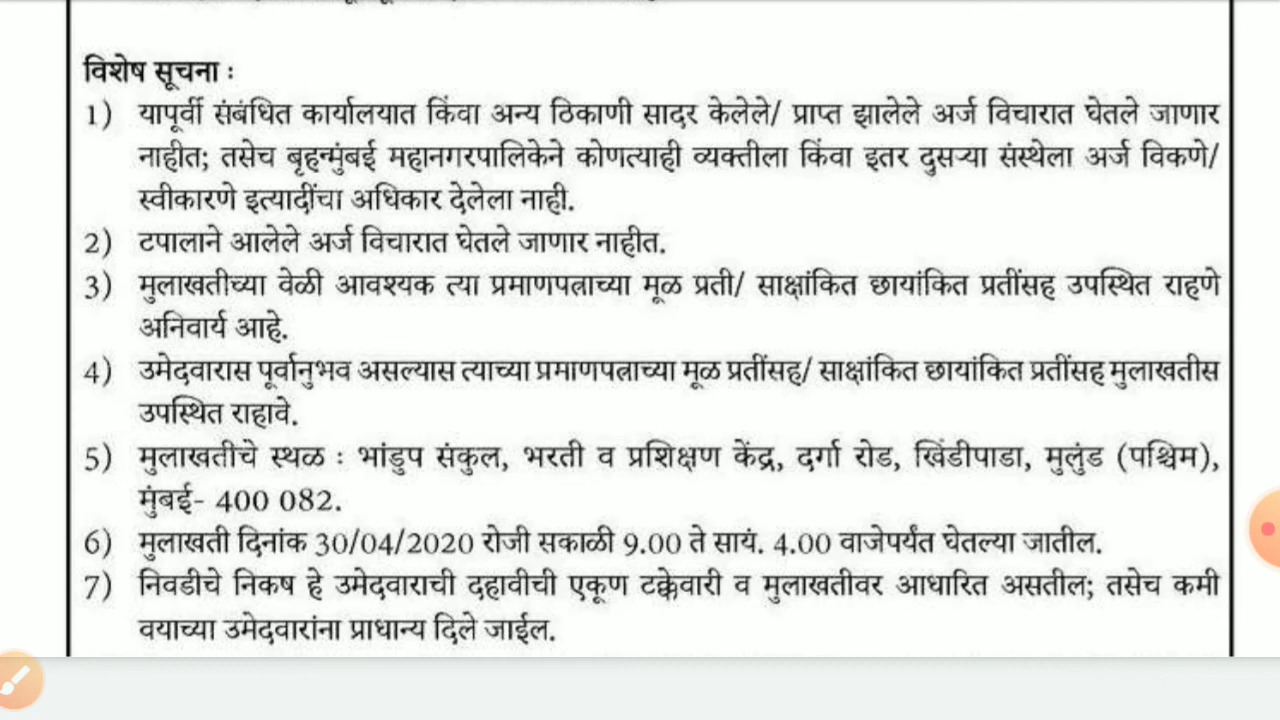 विशेष सूचना :
1) यापूर्वी संबंधित कार्यालयात किंवा अन्य ठिकाणी सादर केलेले/ प्राप्त झालेले अर्ज विचारात घेतले जाणार
नाहीत; तसेच बृहन्मुंबई महानगरपालिकेने कोणत्याही व्यक्तीला किंवा इतर दुसऱ्या संस्थेला अर्ज विकणे/
स्वीकारणे इत्यादींचा अधिकार देलेला नाही.
2) टपालाने आलेले अर्ज विचारात घेतले जाणार नाहीत.
3) मुलाखतीच्या वेळी आवश्यक त्या प्रमाणपत्राच्या मूळ प्रती/ साक्षांकित छायांकित प्रतींसह उपस्थित राहणे
अनिवार्य आहे.
4) उमेदवारास पूर्वानुभव असल्यास त्याच्या प्रमाणपत्राच्या मूळ प्रतींसह/ साक्षांकित छायांकित प्रतींसह मुलाखतीस
उपस्थित राहावे.
5) मुलाखतीचे स्थळ : भांडुप संकुल, भरती व प्रशिक्षण केंद्र, दर्गा रोड, खिंडीपाडा, मुलुंड (पश्चिम),
मुंबई- 400 082.
6) मुलाखती दिनांक 30/04/2020 रोजी सकाळी 9.00 ते सायं. 4.00 वाजेपर्यंत घेतल्या जातील.
7) निवडीचे निकष हे उमेदवाराची दहावीची एकूण टक्केवारी व मुलाखतीवर आधारित असतील; तसेच कमी
वयाच्या उमेदवारांना प्राधान्य दिले जाईल.